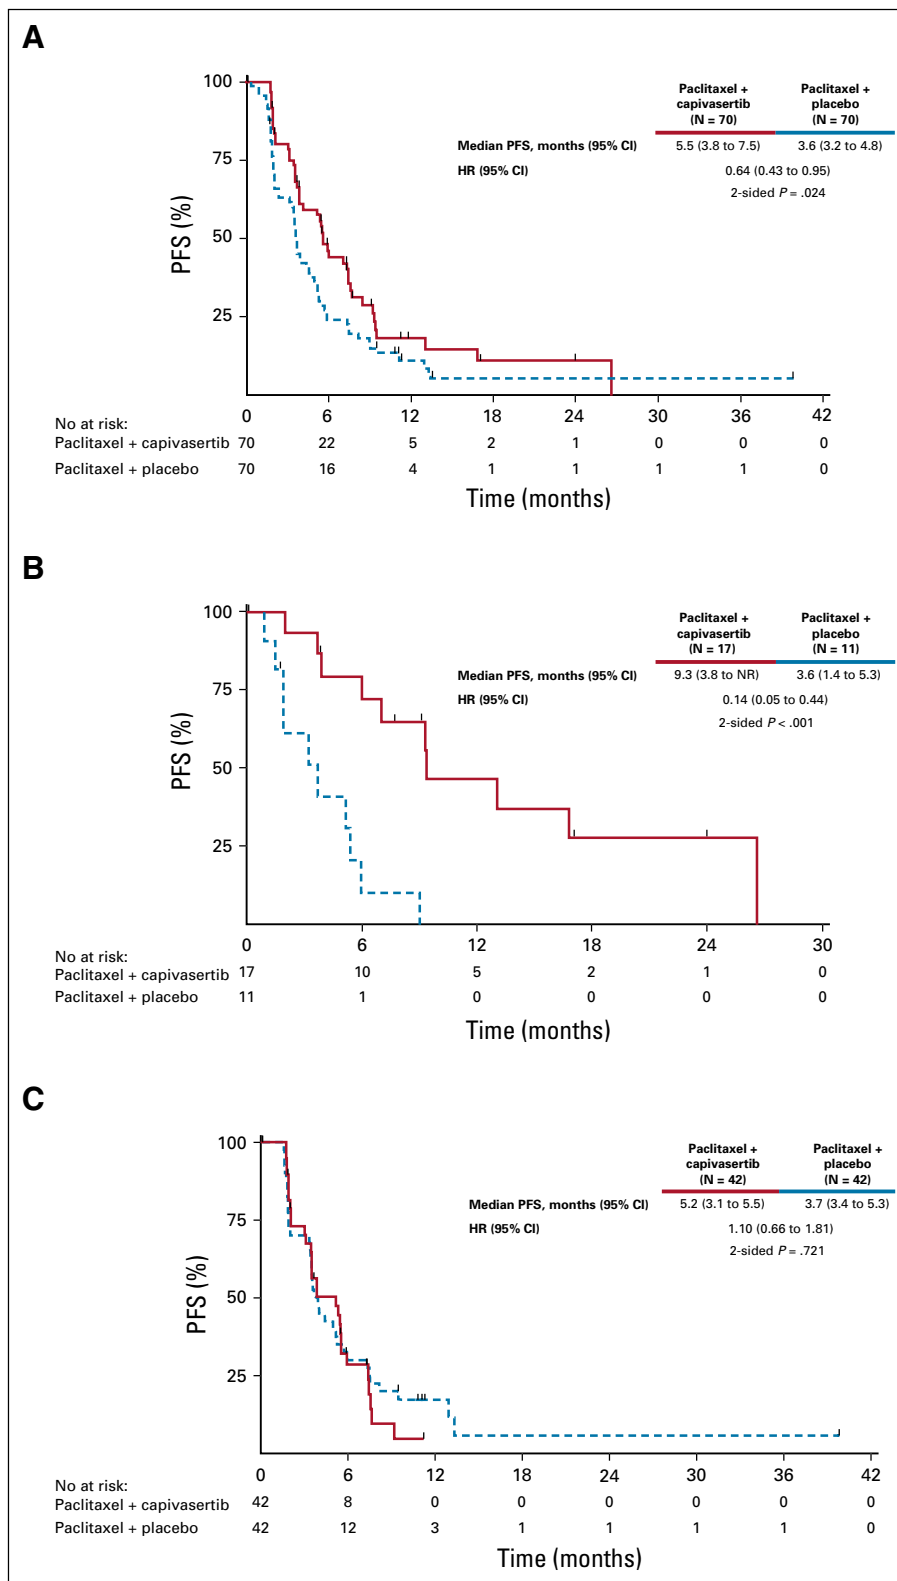 A
Paclitaxel + capivasertib (N = 70)
Paclitaxel + placebo (N = 70)
Median PFS, months (95% CI) 5.5 (3.8 to 7.5) 3.6 (3.2 to 4.8)
HR (95% CI) 0.64 (0.43 to 0.95)
2-sided P = .024
PFS (%)
100
75
50
25
0 6 12 18 24 30 36 42
No at risk:
Paclitaxel + capivasertib 70 22 5 2 1 0 0 0
Paclitaxel + placebo 70 16 4 1 1 1 1 0
Time (months)
B
Paclitaxel + capivasertib (N = 17)
Paclitaxel + placebo (N = 11)
Median PFS, months (95% CI) 9.3 (3.8 to NR) 3.6 (1.4 to 5.3)
HR (95% CI) 0.14 (0.05 to 0.44)
2-sided P < .001
PFS (%)
100
75
50
25
0 6 12 18 24 30
No at risk:
Paclitaxel + capivasertib 17 10 5 2 1 0
Paclitaxel + placebo 11 1 0 0 0 0
Time (months)
C
Paclitaxel + capivasertib (N = 42)
Paclitaxel + placebo (N = 42)
Median PFS, months (95% CI) 5.2 (3.1 to 5.5) 3.7 (3.4 to 5.3)
HR (95% CI) 1.10 (0.66 to 1.81)
2-sided P = .721
PFS (%)
100
75
50
25
0 6 12 18 24 30 36 42
No at risk:
Paclitaxel + capivasertib 42 8 0 0 0 0 0 0
Paclitaxel + placebo 42 12 3 1 1 1 1 0
Time (months)